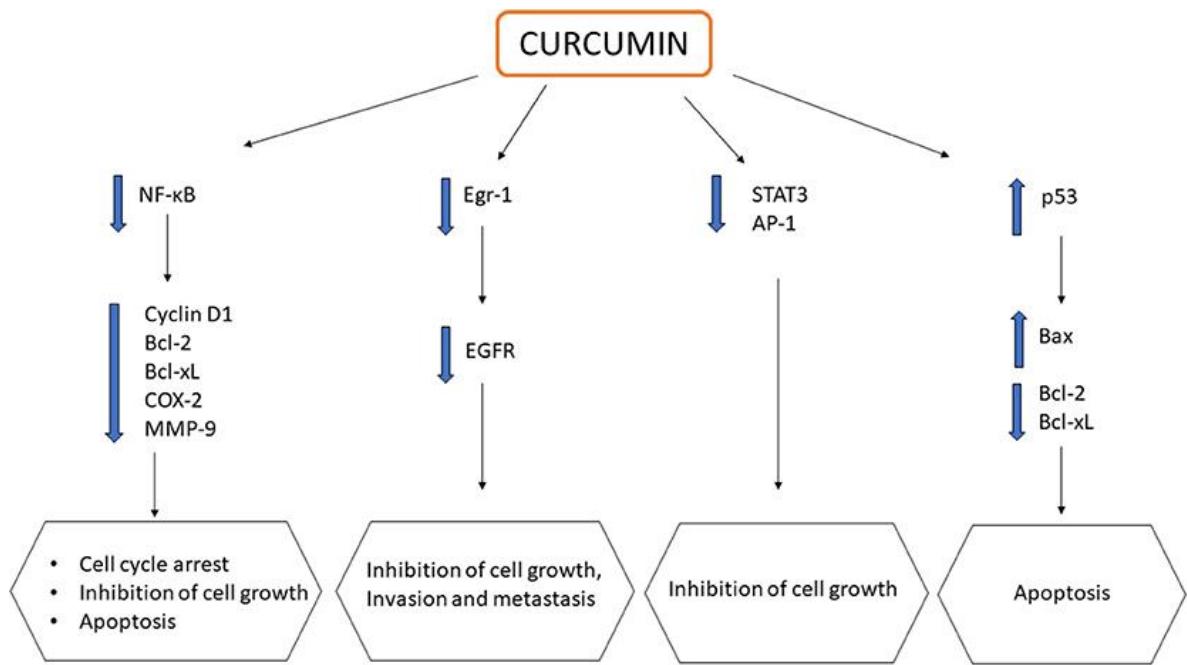 CURCUMIN
NF-κB
Cyclin D1
Bcl-2
Bcl-xL
COX-2
MMP-9
• Cell cycle arrest
• Inhibition of cell growth
• Apoptosis
Egr-1
EGFR
Inhibition of cell growth,
Invasion and metastasis
STAT3
AP-1
Inhibition of cell growth
p53
Bax
Bcl-2
Bcl-xL
Apoptosis